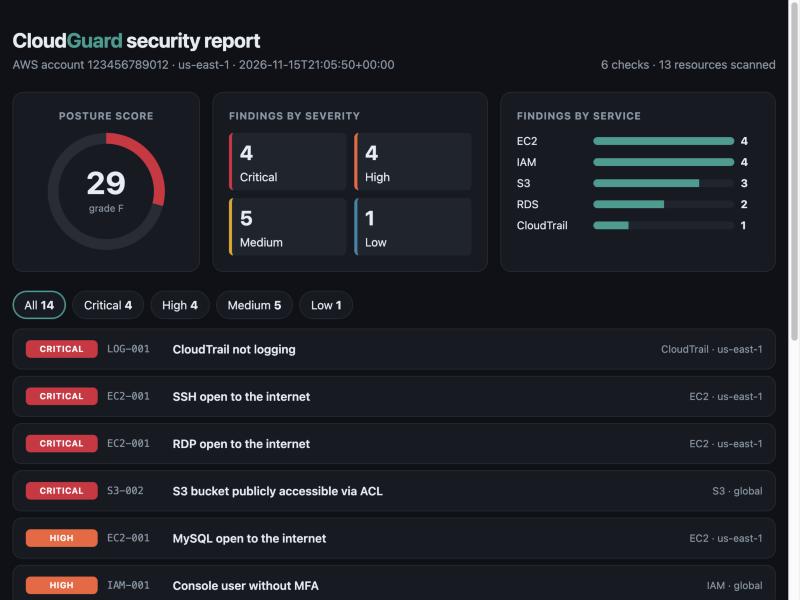 CloudGuard security report
AWS account 123456789012 · us-east-1 · 2026-11-15T21:05:50+00:00
6 checks · 13 resources scanned
POSTURE SCORE
29
grade F
FINDINGS BY SEVERITY
4
Critical
4
High
5
Medium
1
Low
FINDINGS BY SERVICE
EC2 4
IAM 4
S3 3
RDS 2
CloudTrail 1
All 14 Critical 4 High 4 Medium 5 Low 1
CRITICAL LOG-001 CloudTrail not logging CloudTrail · us-east-1
CRITICAL EC2-001 SSH open to the internet EC2 · us-east-1
CRITICAL EC2-001 RDP open to the internet EC2 · us-east-1
CRITICAL S3-002 S3 bucket publicly accessible via ACL S3 · global
HIGH EC2-001 MySQL open to the internet EC2 · us-east-1
HIGH IAM-001 Console user without MFA IAM · global